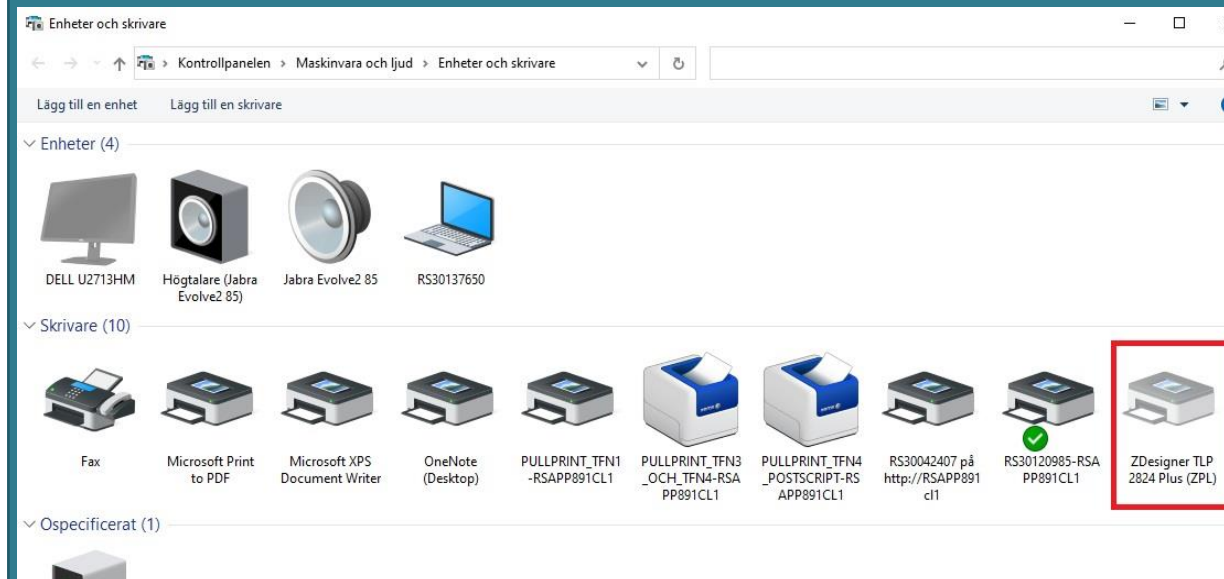 Enheter och skrivare
Kontrollpanelen › Maskinvara och ljud › Enheter och skrivare
Lägg till en enhet Lägg till en skrivare
Enheter (4)
DELL U2713HM
Högtalare (Jabra
Evolve2 85)
Jabra Evolve2 85
RS30137650
Skrivare (10)
Fax
Microsoft Print
to PDF
Microsoft XPS
Document Writer
OneNote
(Desktop)
PULLPRINT_TFN1
-RSAPP891CL1
PULLPRINT_TFN3
_OCH_TFN4-RSA
PP891CL1
PULLPRINT_TFN4
_POSTSCRIPT-RS
APP891CL1
RS30042407 på
http://RSAPP891
cl1
RS30120985-RSA
PP891CL1
ZDesigner TLP
2824 Plus (ZPL)
Ospecificerat (1)